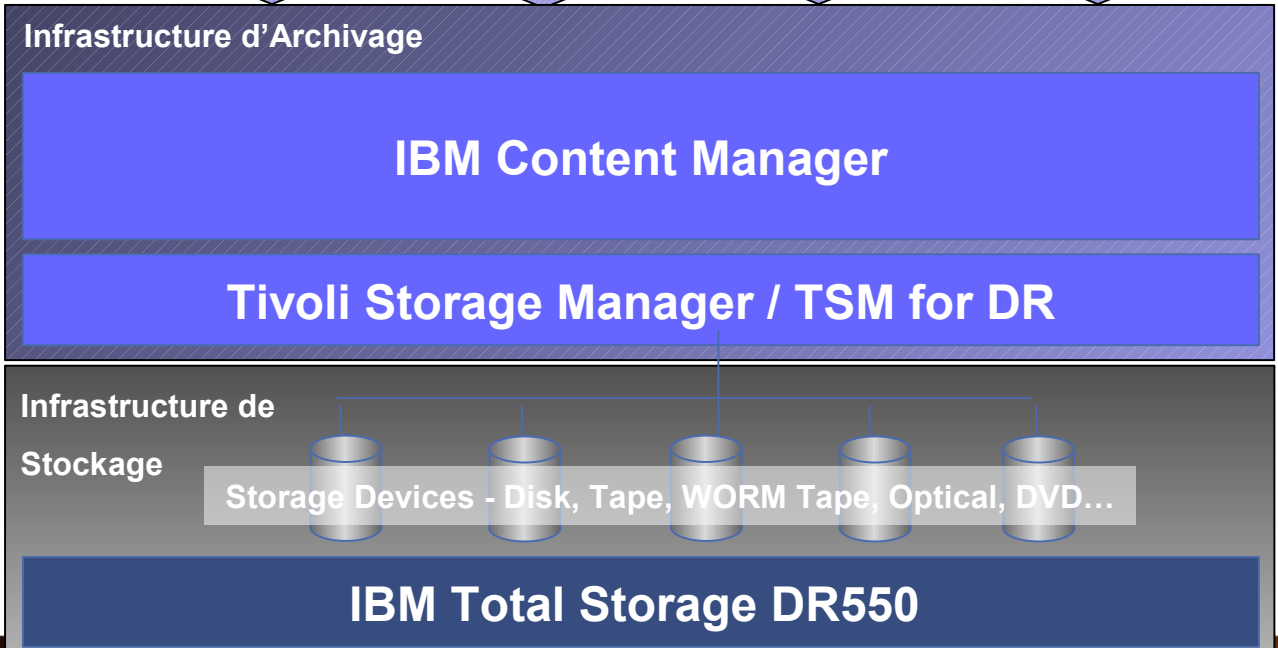 Infrastructure d’Archivage
IBM Content Manager
Tivoli Storage Manager / TSM for DR
Infrastructure de
Stockage
Storage Devices - Disk, Tape, WORM Tape, Optical, DVD…
IBM Total Storage DR550